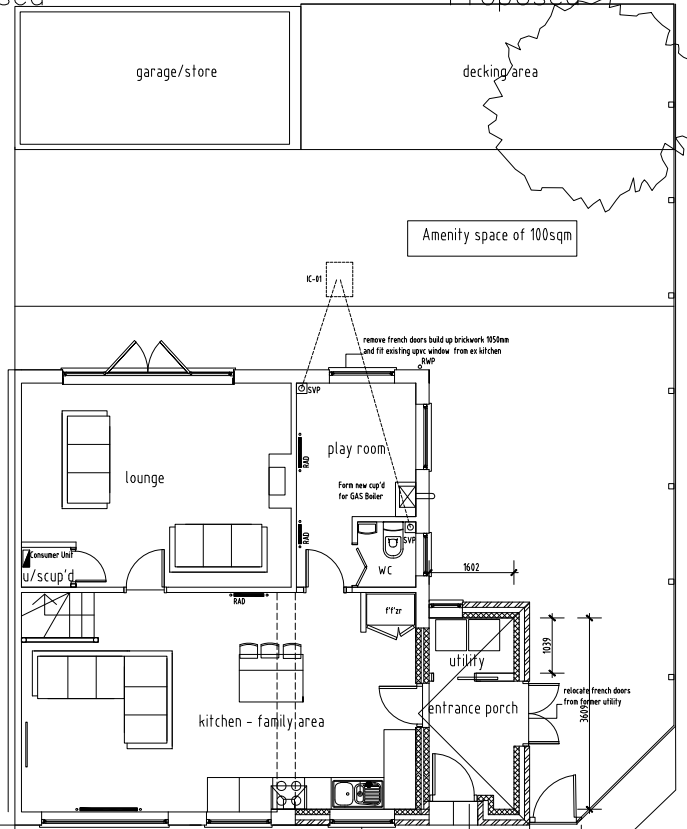 Proposed
garage/store
decking area
Amenity space of 100sqm
IC-01
remove french doors build up brickwork 1050mm
and fit existing upvc window from ex kitchen
RWP
SVP
play room
RAD
lounge
Form new cup'd
for GAS Boiler
RAD
SVP
Consumer Unit
u/scup'd
WC
1602
RAD
f'f'zr
1039
utility
relocate french doors
from former utility
3609
entrance porch
kitchen - family area